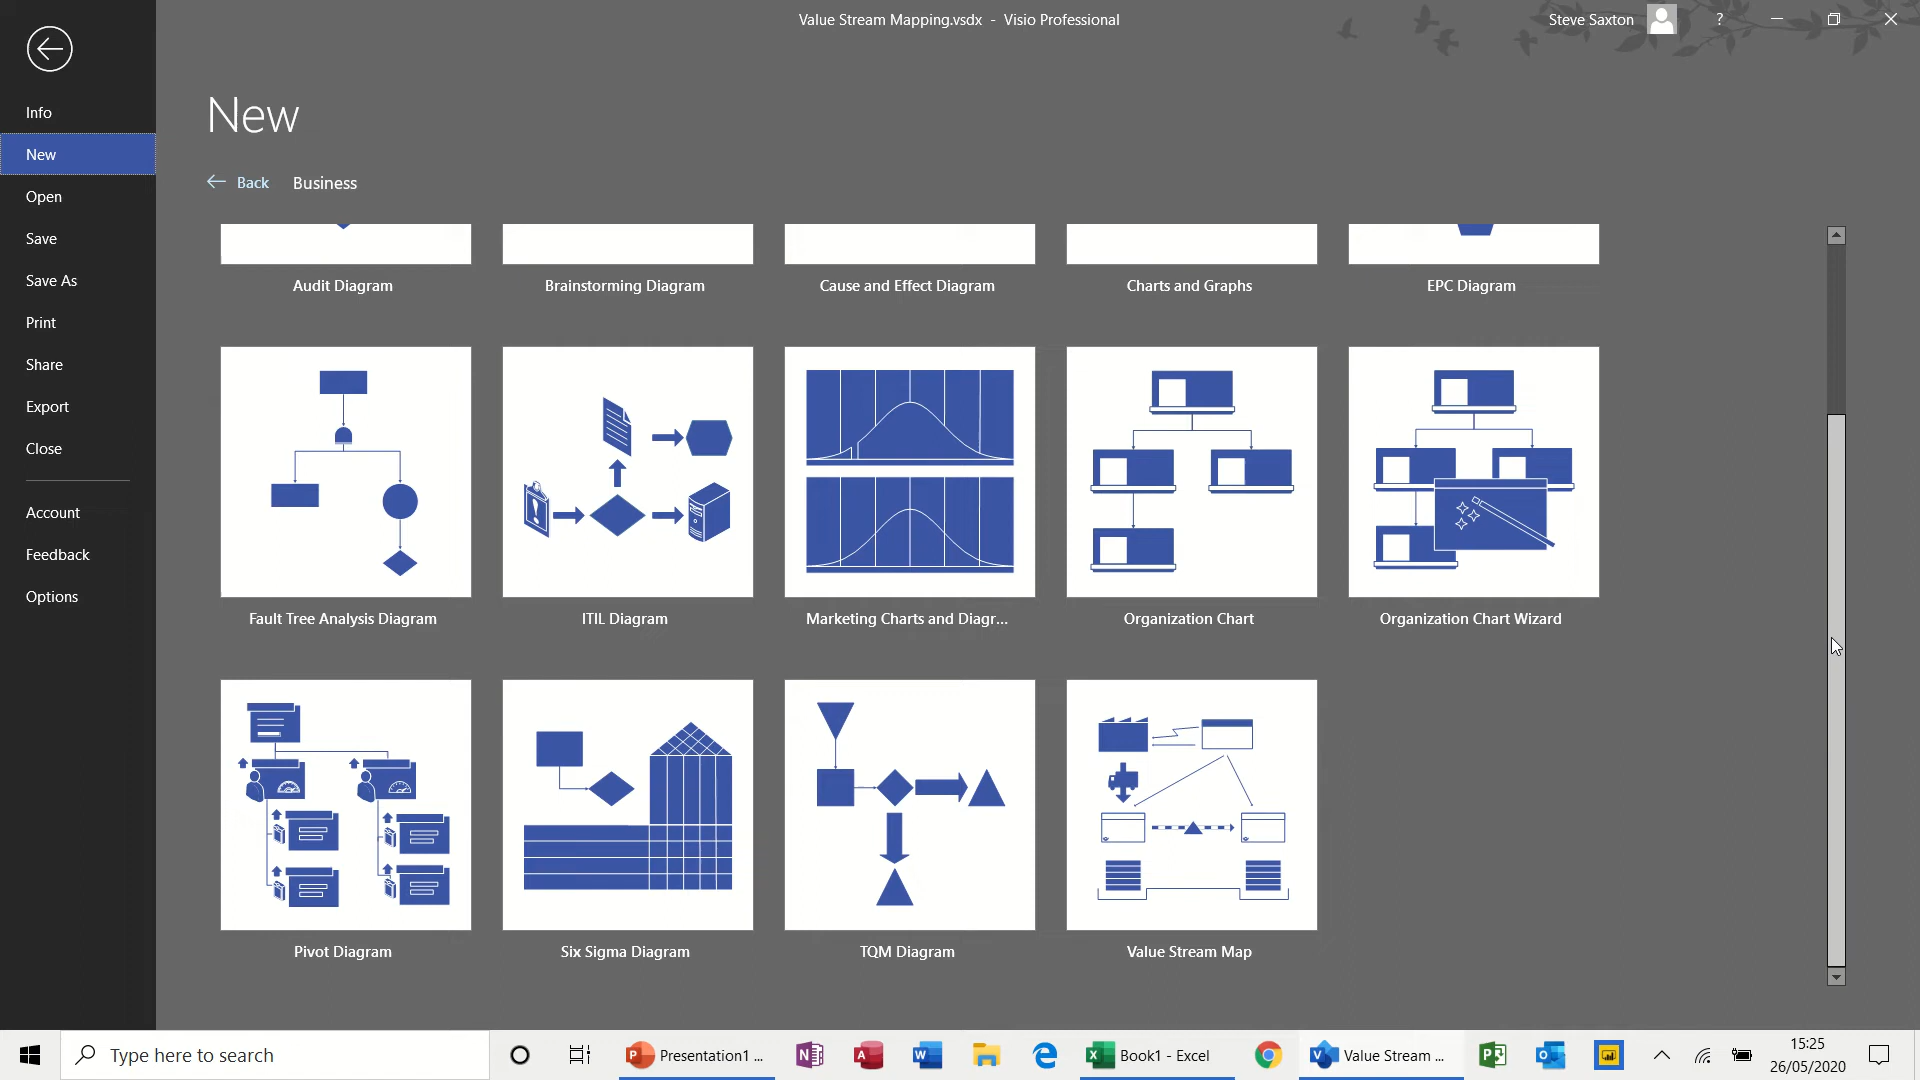 Value Stream Mapping.vsdx - Visio Professional
Steve Saxton
?
Info
New
Open
Save
Save As
Print
Share
Export
Close
Account
Feedback
Options
New
Back Business
Audit Diagram
Brainstorming Diagram
Cause and Effect Diagram
Charts and Graphs
EPC Diagram
Fault Tree Analysis Diagram
ITIL Diagram
Marketing Charts and Diagr...
Organization Chart
Organization Chart Wizard
Pivot Diagram
Six Sigma Diagram
TQM Diagram
Value Stream Map
Type here to search
Presentation1 ...
Book1 - Excel
Value Stream ...
15:25
26/05/2020